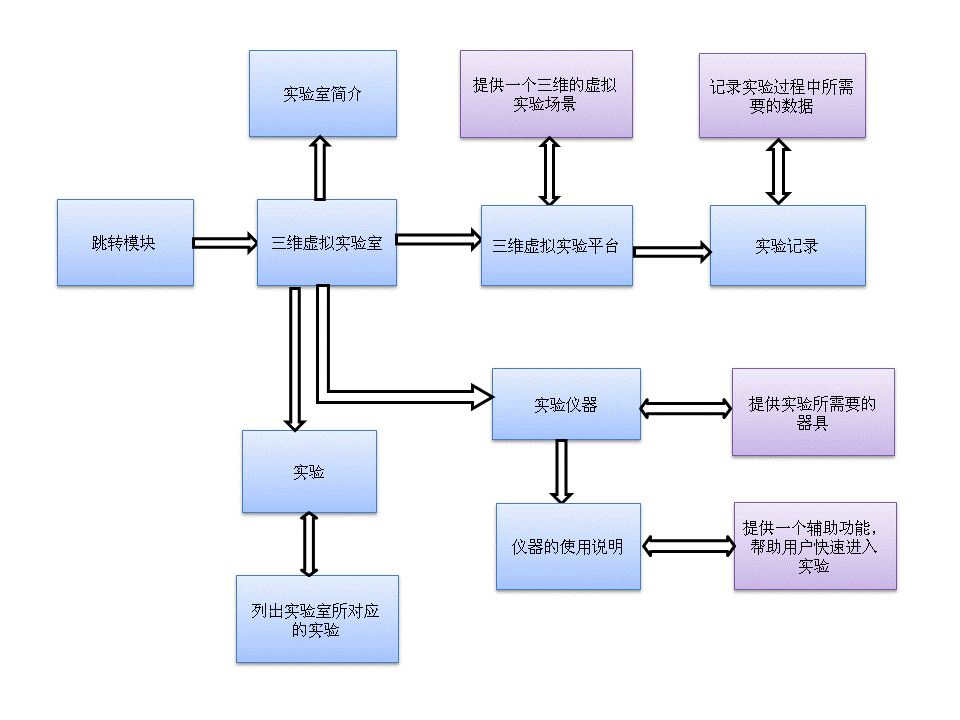 实验室简介
提供一个三维的虚拟
实验场景
记录实验过程中所需
要的数据
跳转模块
三维虚拟实验室
三维虚拟实验平台
实验记录
实验仪器
提供实验所需要的
器具
实验
仪器的使用说明
提供一个辅助功能，
帮助用户快速进入
实验
列出实验室所对应
的实验